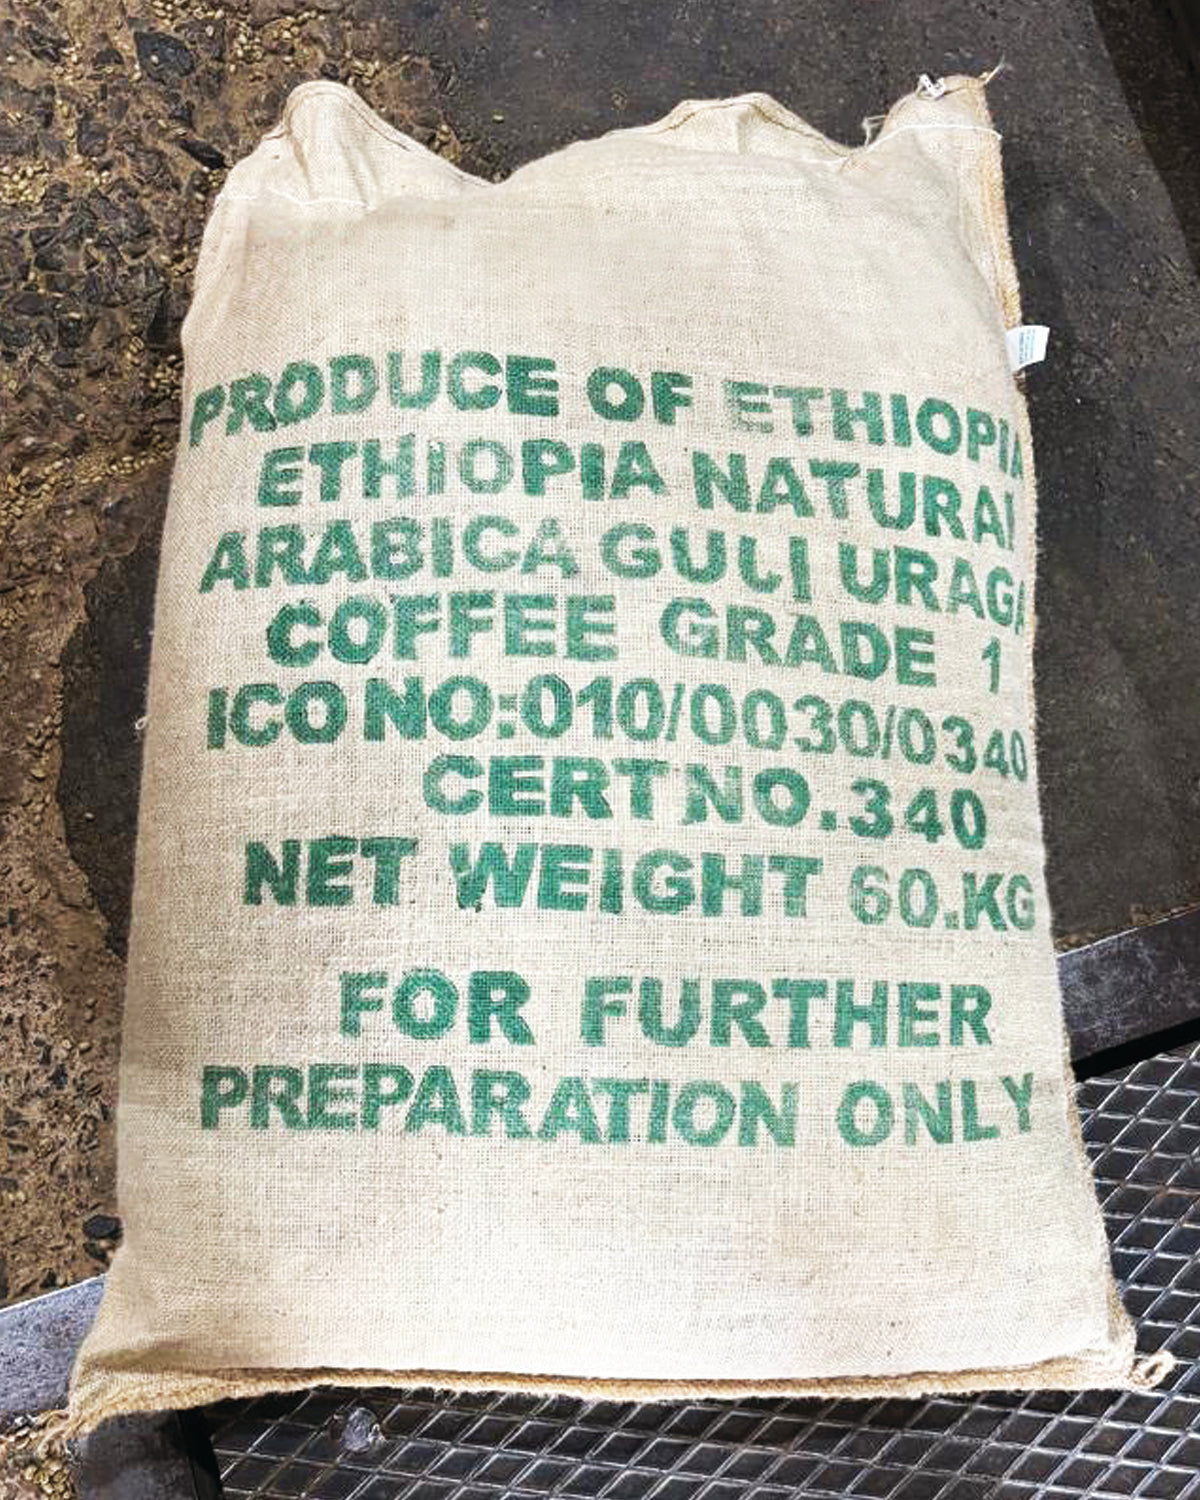 PRODUCE OF ETHIOPIA
ETHIOPIA NATURAL
ARABICA GULI URAGA
COFFEE GRADE 1
ICO NO:010/0030/0340
CERT NO.340
NET WEIGHT 60.KG
FOR FURTHER
PREPARATION ONLY